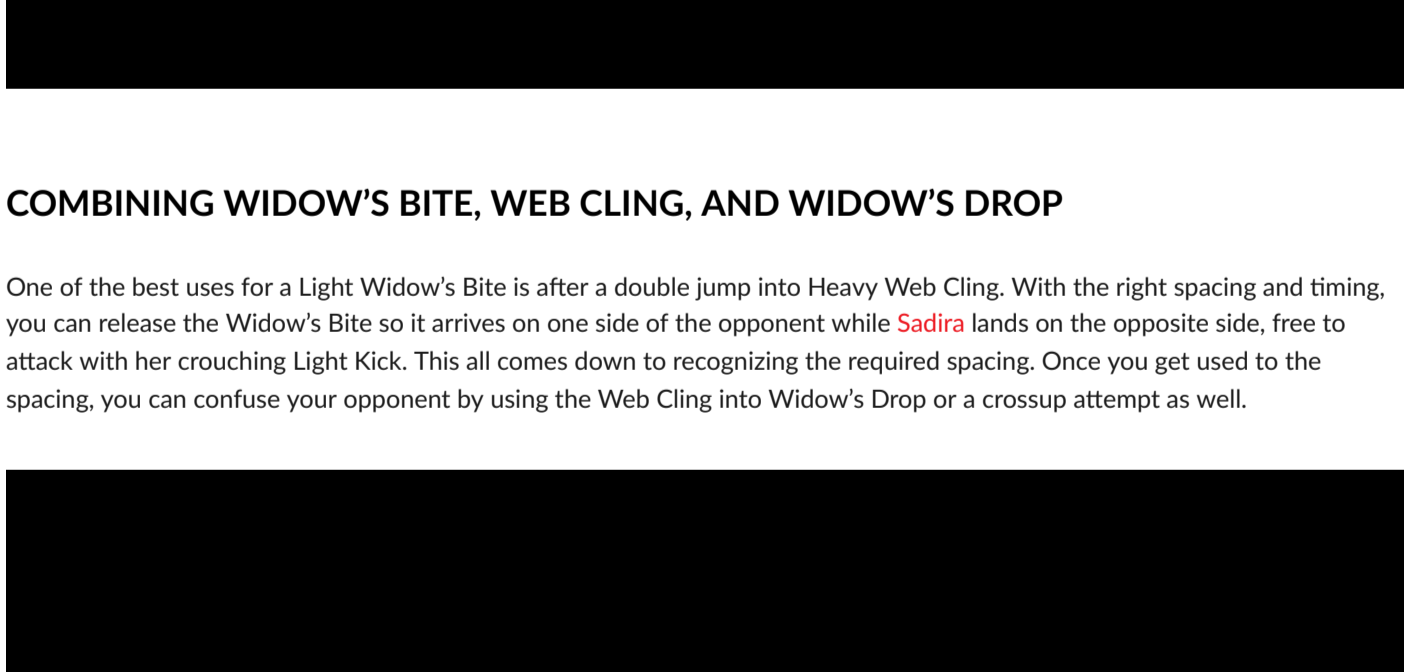 COMBINING WIDOW’S BITE, WEB CLING, AND WIDOW’S DROP
One of the best uses for a Light Widow’s Bite is after a double jump into Heavy Web Cling. With the right spacing and timing,
you can release the Widow’s Bite so it arrives on one side of the opponent while Sadira lands on the opposite side, free to
attack with her crouching Light Kick. This all comes down to recognizing the required spacing. Once you get used to the
spacing, you can confuse your opponent by using the Web Cling into Widow’s Drop or a crossup attempt as well.